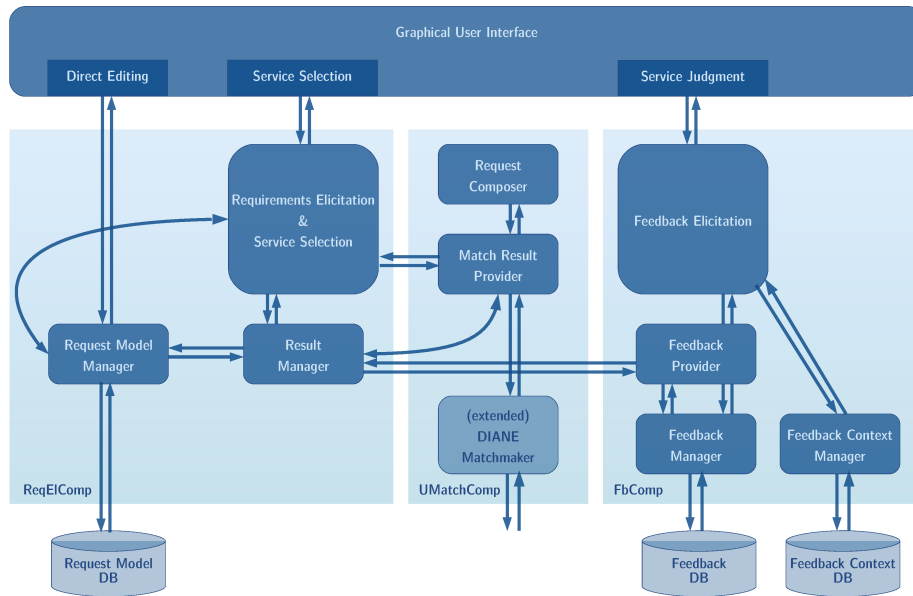 Graphical User Interface
Direct Editing
Service Selection
Service Judgment
Requirements Elicitation
&
Service Selection
Request
Composer
Match Result
Provider
Feedback Elicitation
Request Model
Manager
Result
Manager
Feedback
Provider
(extended)
DIANE
Matchmaker
Feedback
Manager
Feedback Context
Manager
ReqElComp
UMatchComp
FbComp
Request Model
DB
Feedback
DB
Feedback Context
DB